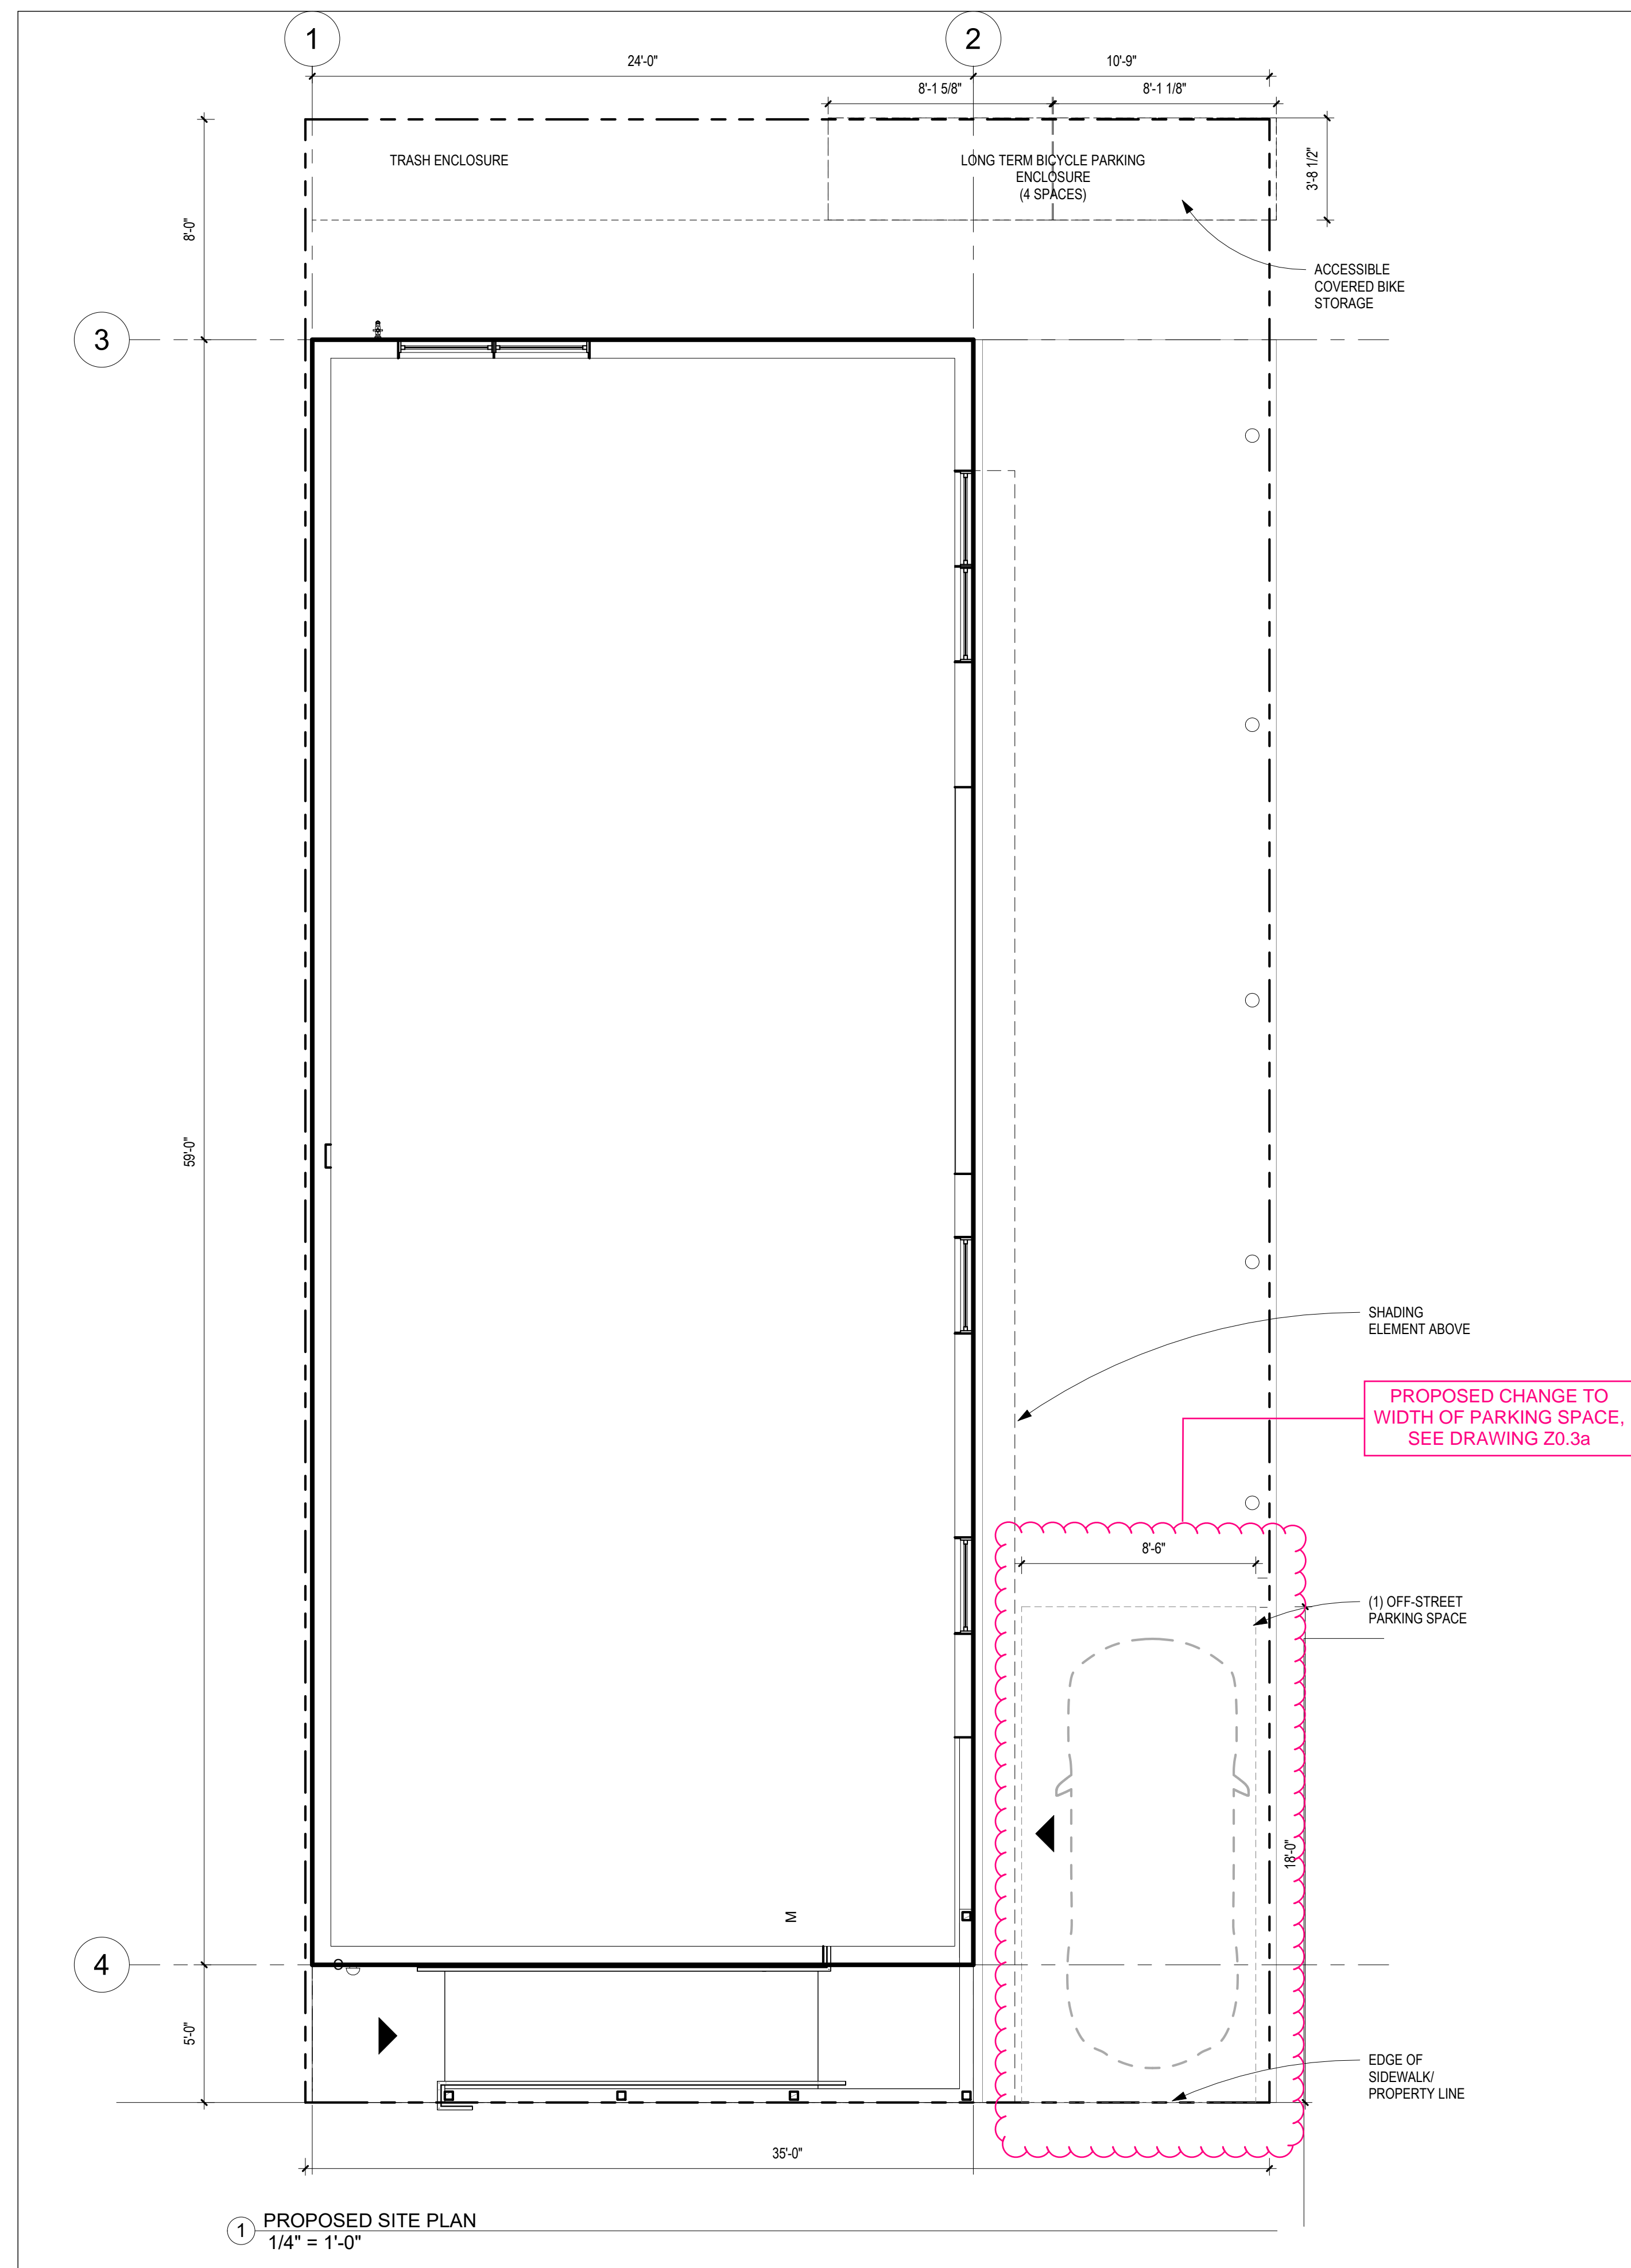 1
2
24'-0"
10'-9"
8'-1 5/8"
8'-1 1/8"
TRASH ENCLOSURE
LONG TERM BICYCLE PARKING
ENCLOSURE
(4 SPACES)
3'-8 1/2"
8'-0"
ACCESSIBLE
COVERED BIKE
STORAGE
3
59'-0"
SHADING
ELEMENT ABOVE
PROPOSED CHANGE TO
WIDTH OF PARKING SPACE,
SEE DRAWING Z0.3a
8'-6"
(1) OFF-STREET
PARKING SPACE
18'-0"
M
4
5'-0"
EDGE OF
SIDEWALK/
PROPERTY LINE
35'-0"
1
PROPOSED SITE PLAN
1/4" = 1'-0"